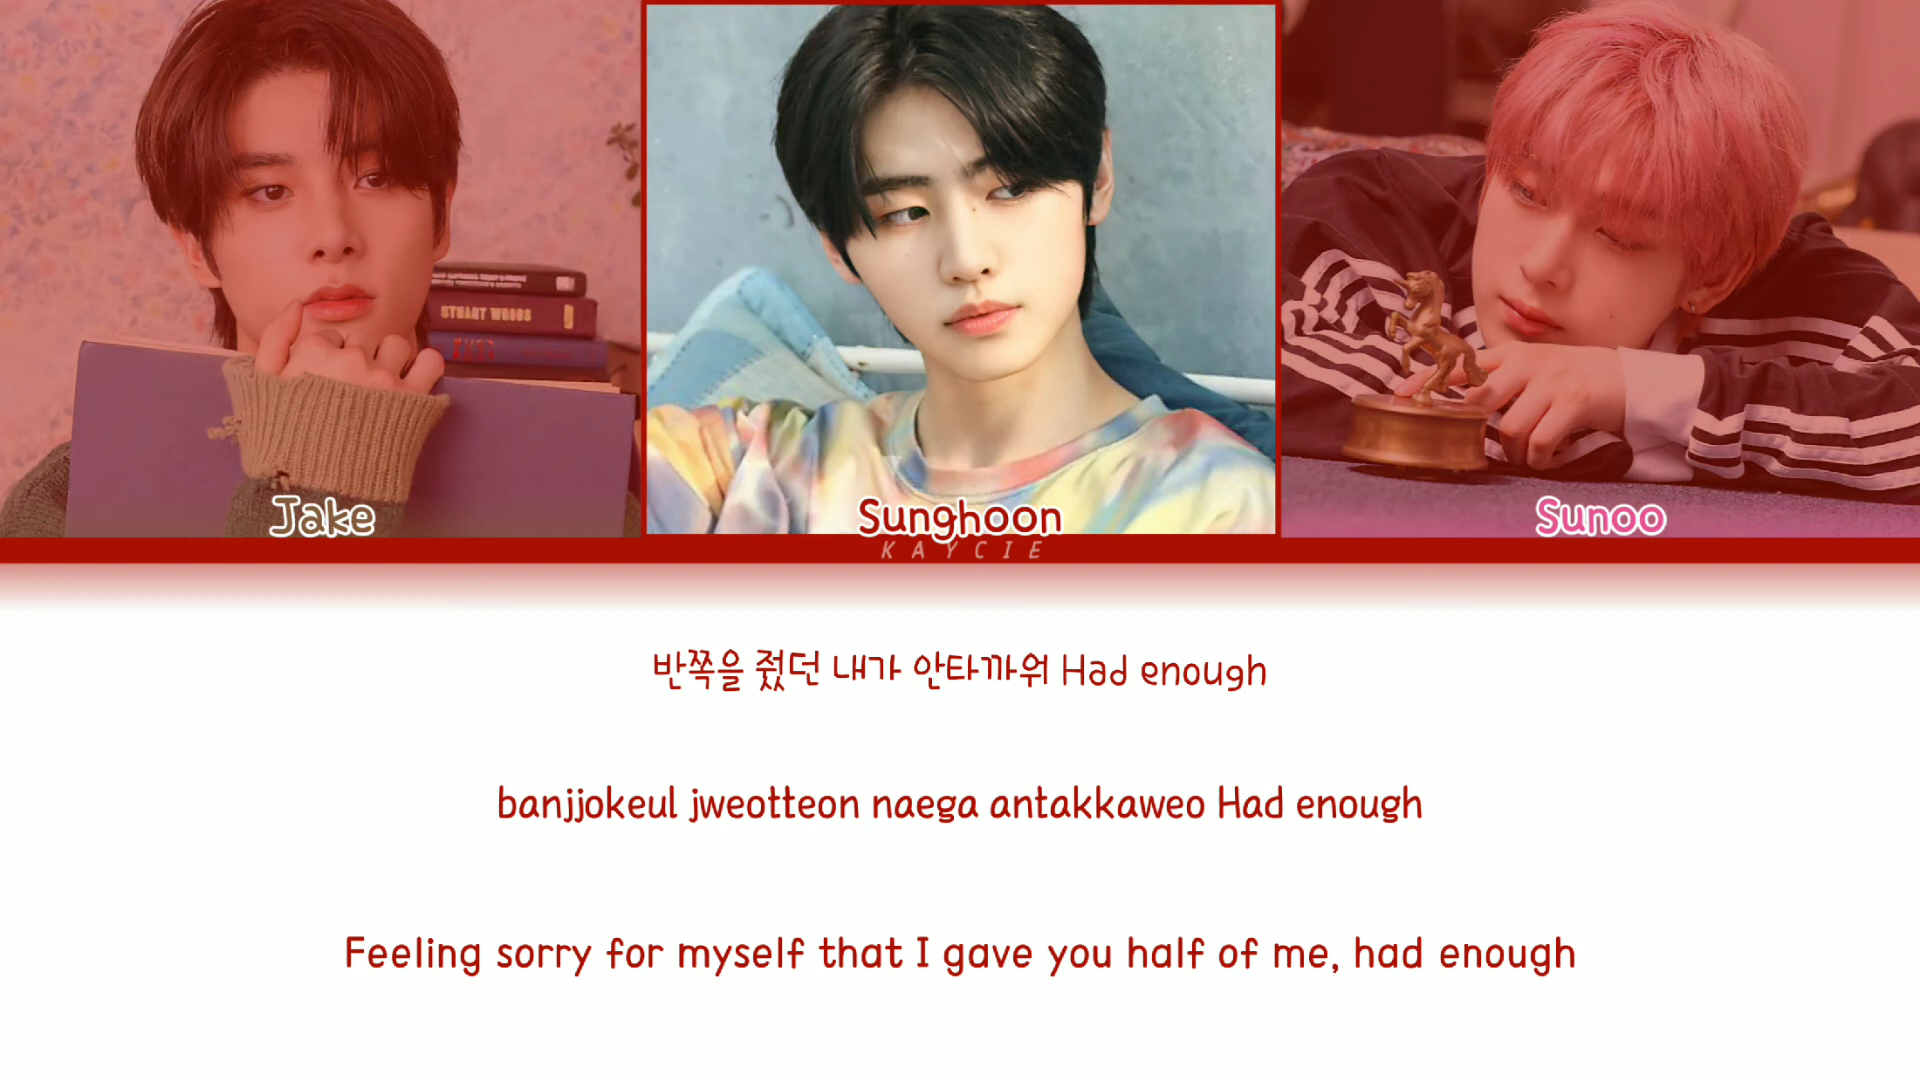 STUART WOODS
Jake
Sunghoon
Sunoo
KAYCIE
반쪽을 줬던 내가 안타까워 Had enough
banjjokeul jweotteon naega antakkaweo Had enough
Feeling sorry for myself that I gave you half of me, had enough